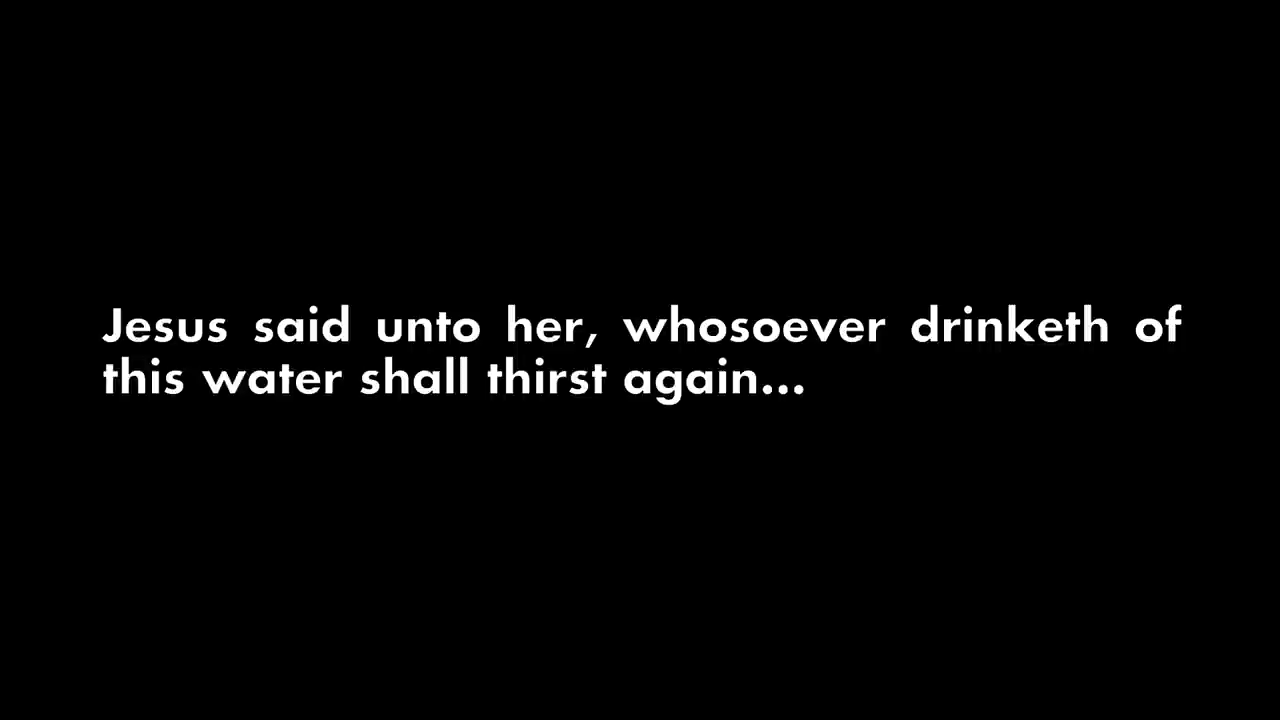 Jesus said unto her, whosoever drinketh of
this water shall thirst again...